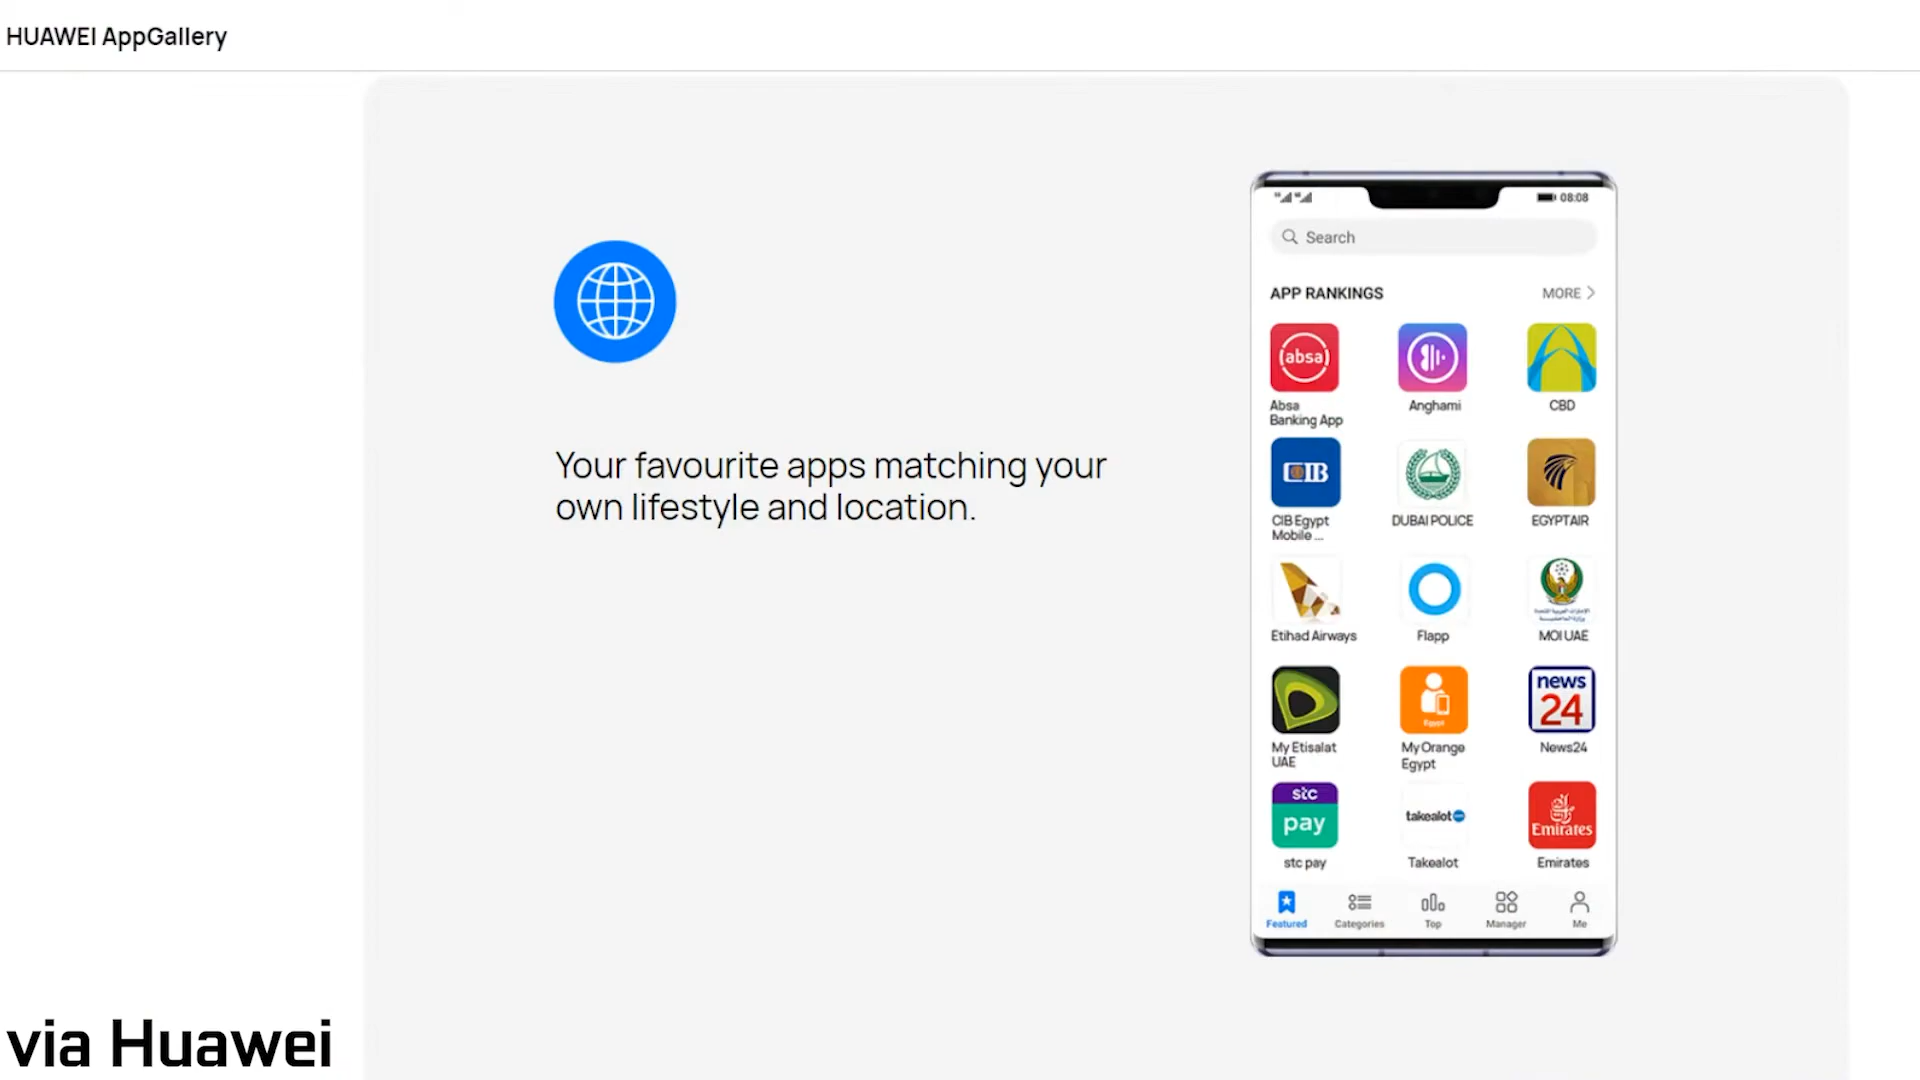 HUAWEI AppGallery
Your favourite apps matching your
own lifestyle and location.
08:08
Search
APP RANKINGS
MORE
absa
Absa
Banking App
Anghami
CBD
CIB
CIB Egypt
Mobile ...
DUBAI POLICE
EGYPTAIR
Etihad Airways
Flapp
MOI UAE
My Etisalat
UAE
Egypt
My Orange
Egypt
news
24
News24
stc
pay
stc pay
takealot
Takealot
Emirates
Emirates
Featured
Categories
Top
Manager
Me
via Huawei